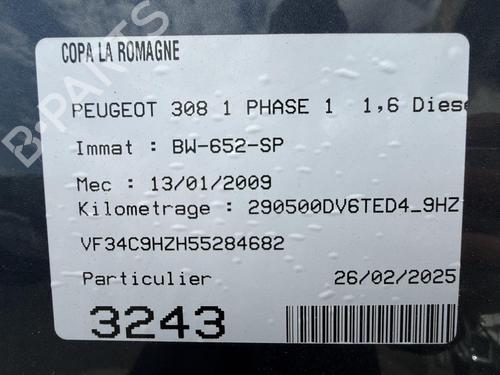 COPA LA ROMAGNE
PEUGEOT 308 1 PHASE 1 1,6 Diese
Immat : BW-652-SP
Mec : 13/01/2009
Kilometrage : 290500DV6TED4_9HZ
VF34C9HZH55284682
Particulier 26/02/2025
3243
B-PARTS